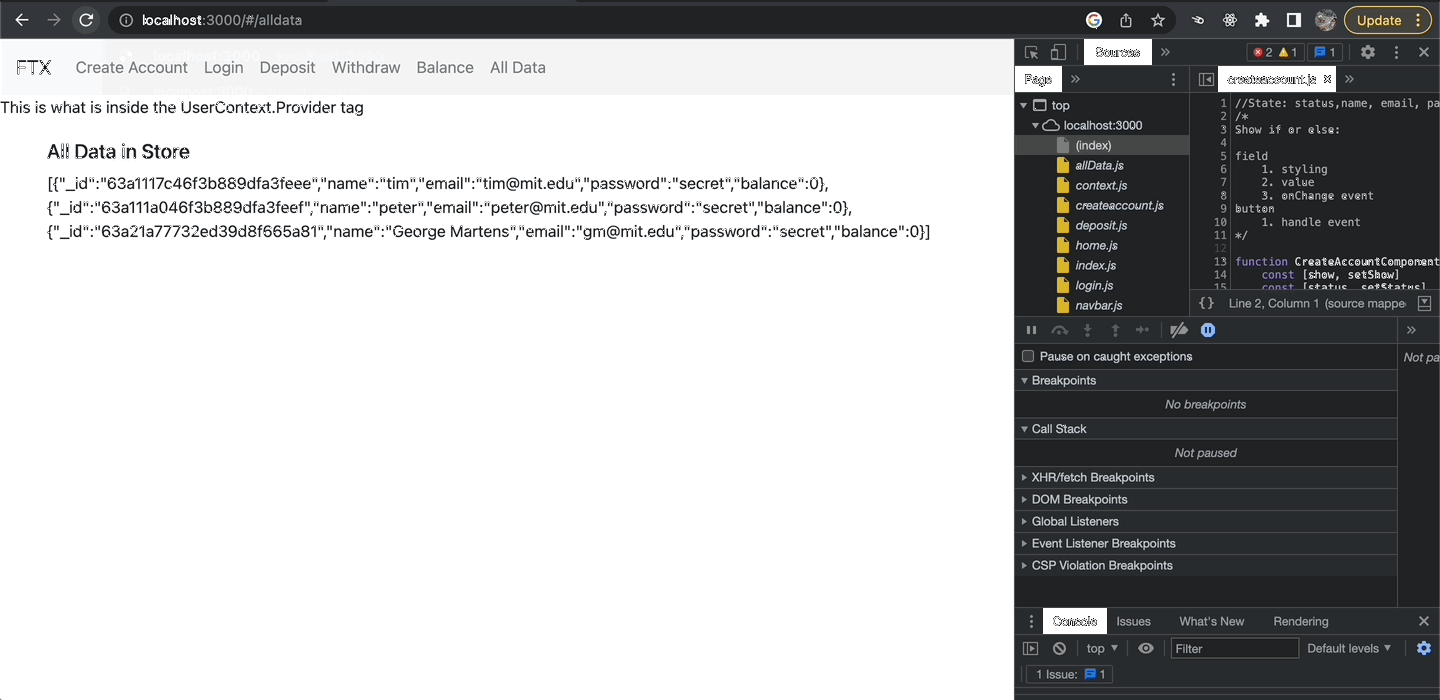 localhost:3000/#/alldata
Update
FTX Create Account Login Deposit Withdraw Balance All Data
This is what is inside the UserContext.Provider tag
All Data in Store
[{"_id":"63a1117c46f3b889dfa3feee","name":"tim","email":"tim@mit.edu","password":"secret","balance":0},
{"_id":"63a111a046f3b889dfa3feef","name":"peter","email":"peter@mit.edu","password":"secret","balance":0},
{"_id":"63a21a77732ed39d8f665a81","name":"George Martens","email":"gm@mit.edu","password":"secret","balance":0}]
Sources
2 1 1
Page
top
localhost:3000
(index)
allData.js
context.js
createaccount.js
deposit.js
home.js
index.js
login.js
navbar.js
createaccount.js
1 //State: status,name, email, pa
2 /*
3 Show if or else:
4
5 field
6 1. styling
7 2. value
8 3. onChange event
9 button
10 1. handle event
11 */
12
13 function CreateAccountComponent
14 const [show, setShow]
15 const [status, setStatus]
{} Line 2, Column 1 (source mappe
Pause on caught exceptions
Not pa
Breakpoints
No breakpoints
Call Stack
Not paused
XHR/fetch Breakpoints
DOM Breakpoints
Global Listeners
Event Listener Breakpoints
CSP Violation Breakpoints
Console Issues What's New Rendering
top Filter Default levels
1 Issue: 1